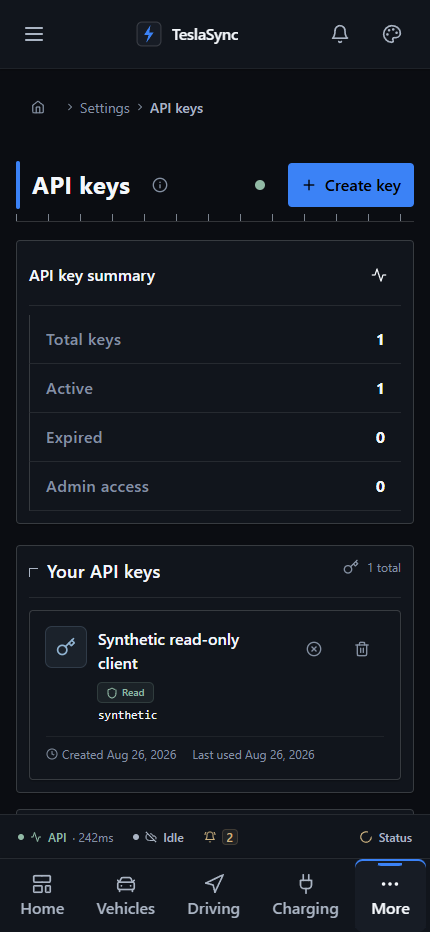 TeslaSync
Settings API keys
API keys
Create key
API key summary
Total keys 1
Active 1
Expired 0
Admin access 0
Your API keys 1 total
Synthetic read-only
client
Read
synthetic
Created Aug 26, 2026 Last used Aug 26, 2026
API · 242ms Idle 2 Status
Home Vehicles Driving Charging More